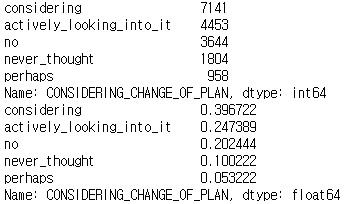 considering              7141
actively_looking_into_it 4453
no                       3644
never_thought            1804
perhaps                  958
Name: CONSIDERING_CHANGE_OF_PLAN, dtype: int64
considering              0.396722
actively_looking_into_it 0.247389
no                       0.202444
never_thought            0.100222
perhaps                  0.053222
Name: CONSIDERING_CHANGE_OF_PLAN, dtype: float64